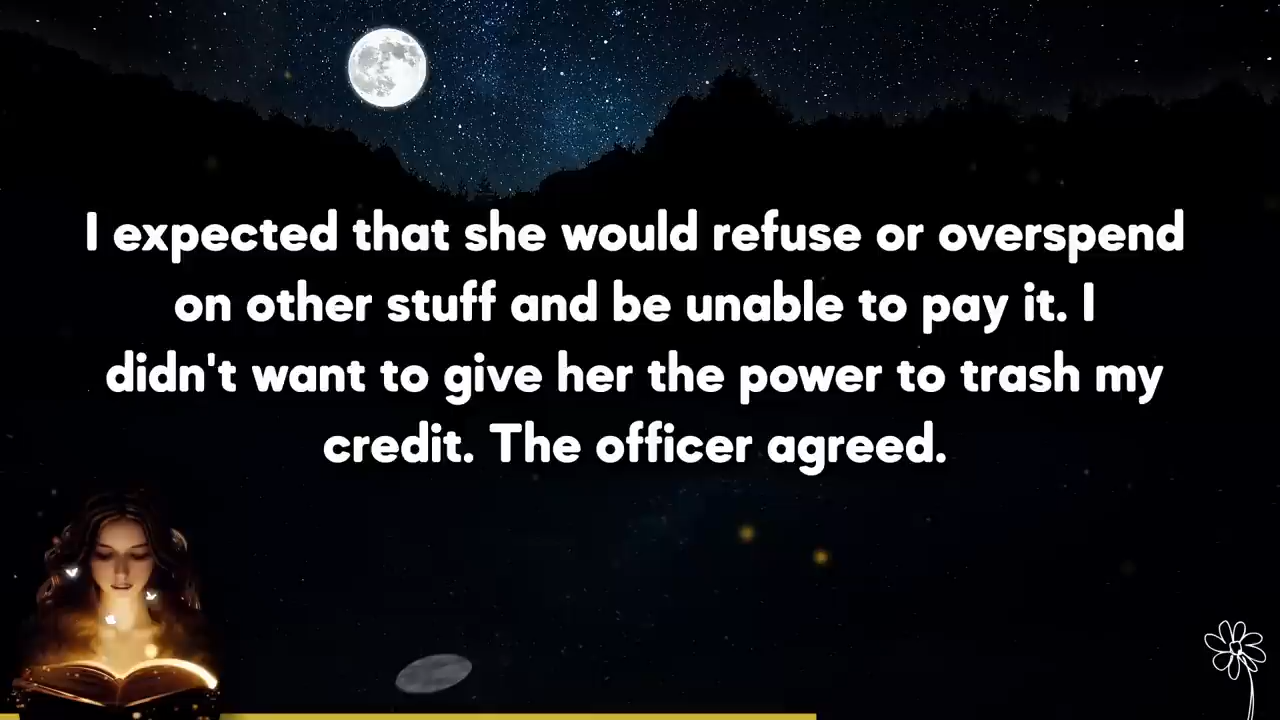 I expected that she would refuse or overspend
on other stuff and be unable to pay it. I
didn't want to give her the power to trash my
credit. The officer agreed.